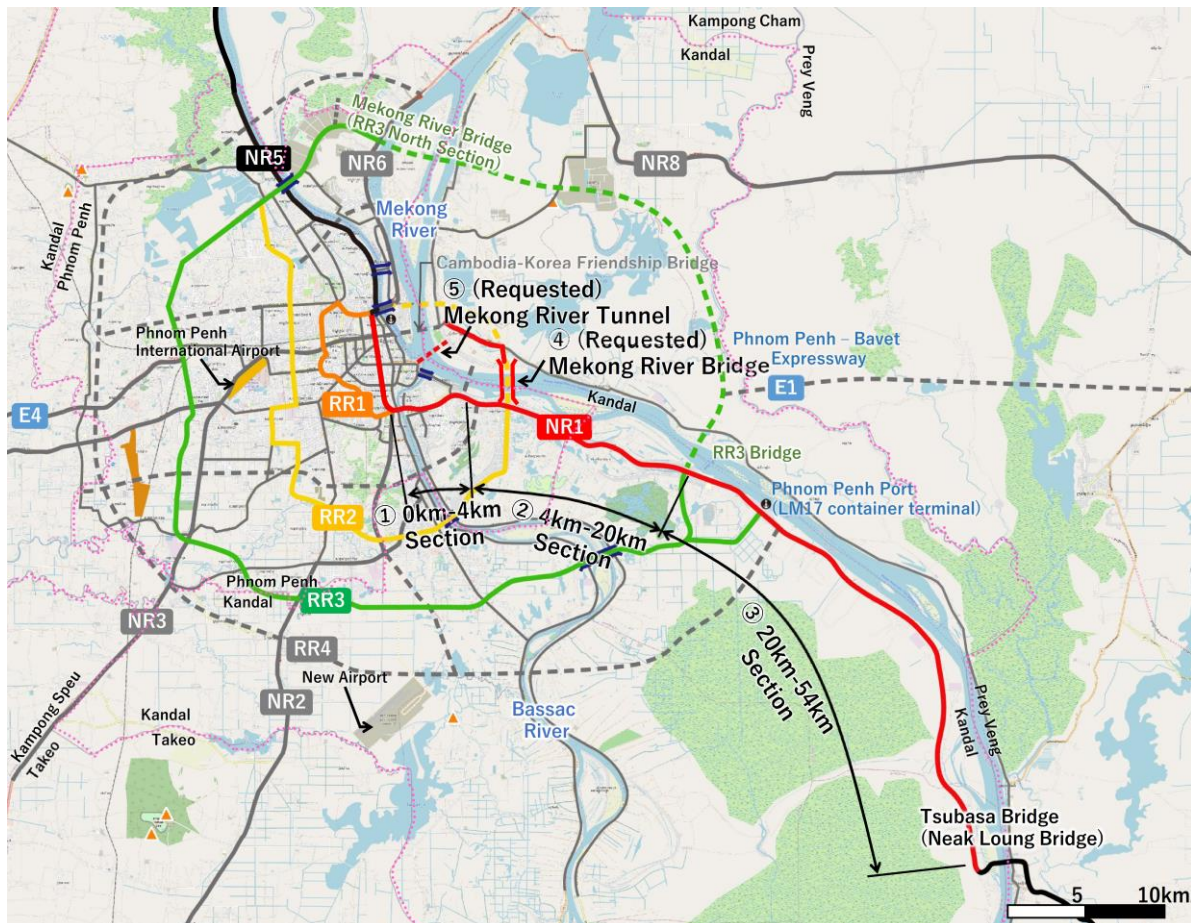 Kampong Cham
Kandal
Prey Veng
Mekong River Bridge
(RR3 North Section)
NR5
NR6
NR8
Mekong
River
Kandal
Phnom Penh
Cambodia-Korea Friendship Bridge
⑤ (Requested)
Mekong River Tunnel
④ (Requested)
Mekong River Bridge
Phnom Penh
International Airport
Phnom Penh – Bavet
Expressway
E1
Kandal
E4
RR1
NR1
RR3 Bridge
Phnom Penh Port
(LM17 container terminal)
RR2
① 0km-4km
Section
② 4km-20km
Section
Phnom Penh
Kandal
RR3
NR3
RR4
③ 20km-54km
Section
New Airport
NR2
Kampong Speu
Takeo
Kandal
Takeo
Bassac
River
Prey Veng
Kandal
Tsubasa Bridge
(Neak Loung Bridge)
5 10km